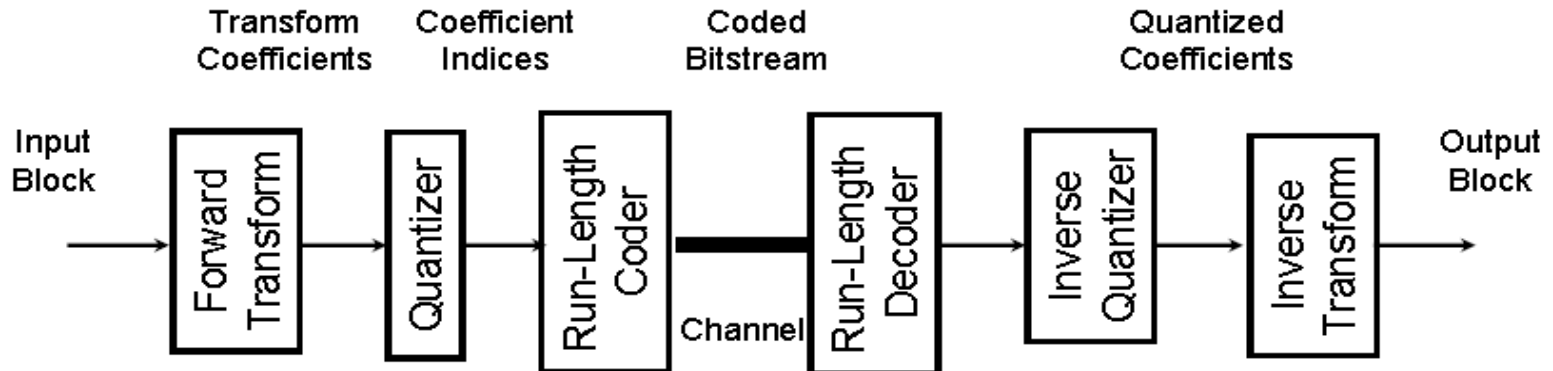 Transform
Coefficients
Coefficient
Indices
Coded
Bitstream
Quantized
Coefficients
Input
Block
Forward
Transform
Quantizer
Run-Length
Coder
Channel
Run-Length
Decoder
Inverse
Quantizer
Inverse
Transform
Output
Block